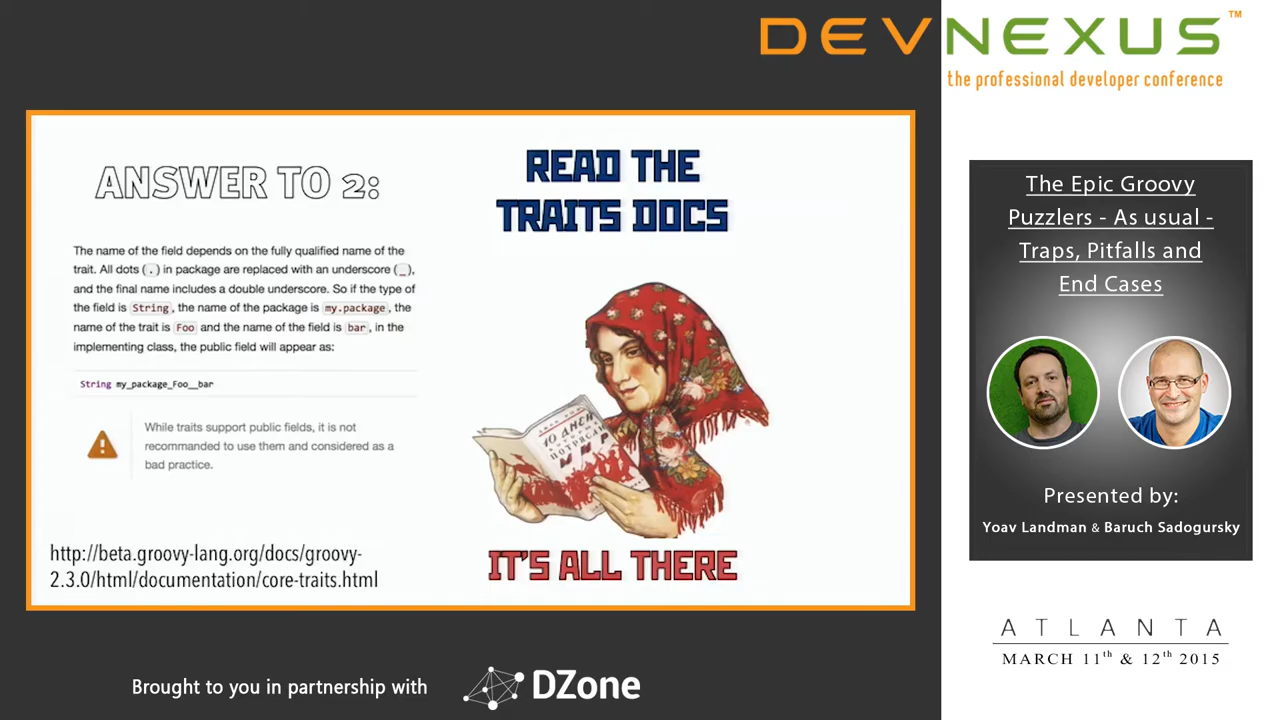 DEVNEXUS™
the professional developer conference
ANSWER TO 2:
The name of the field depends on the fully qualified name of the
trait. All dots (.) in package are replaced with an underscore (_),
and the final name includes a double underscore. So if the type of
the field is String, the name of the package is my.package, the
name of the trait is Foo and the name of the field is bar, in the
implementing class, the public field will appear as:
String my_package_Foo__bar
While traits support public fields, it is not
recommended to use them and considered as a
bad practice.
http://beta.groovy-lang.org/docs/groovy-
2.3.0/html/documentation/core-traits.html
READ THE
TRAITS DOCS
10 ДНЕЙ
ПОТРЯСЛИ
МИР
IT'S ALL THERE
The Epic Groovy
Puzzlers - As usual -
Traps, Pitfalls and
End Cases
Presented by:
Yoav Landman & Baruch Sadogursky
ATLANTA
MARCH 11th & 12th 2015
Brought to you in partnership with
DZone